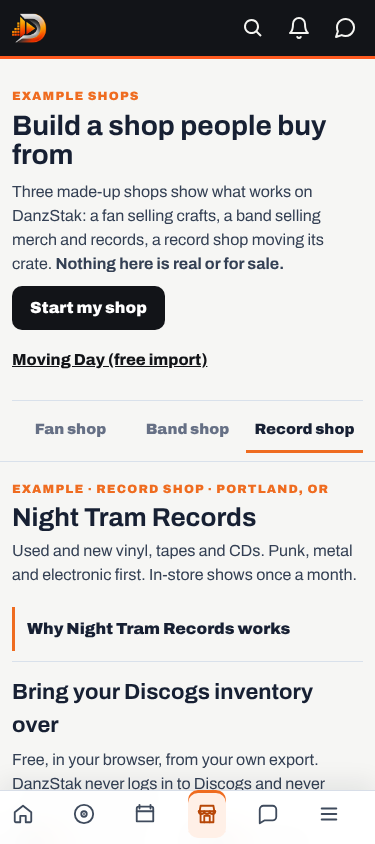 EXAMPLE SHOPS
Build a shop people buy
from
Three made-up shops show what works on
DanzStak: a fan selling crafts, a band selling
merch and records, a record shop moving its
crate. Nothing here is real or for sale.
Start my shop
Moving Day (free import)
Fan shop Band shop Record shop
EXAMPLE · RECORD SHOP · PORTLAND, OR
Night Tram Records
Used and new vinyl, tapes and CDs. Punk, metal
and electronic first. In-store shows once a month.
Why Night Tram Records works
Bring your Discogs inventory
over
Free, in your browser, from your own export.
DanzStak never logs in to Discogs and never